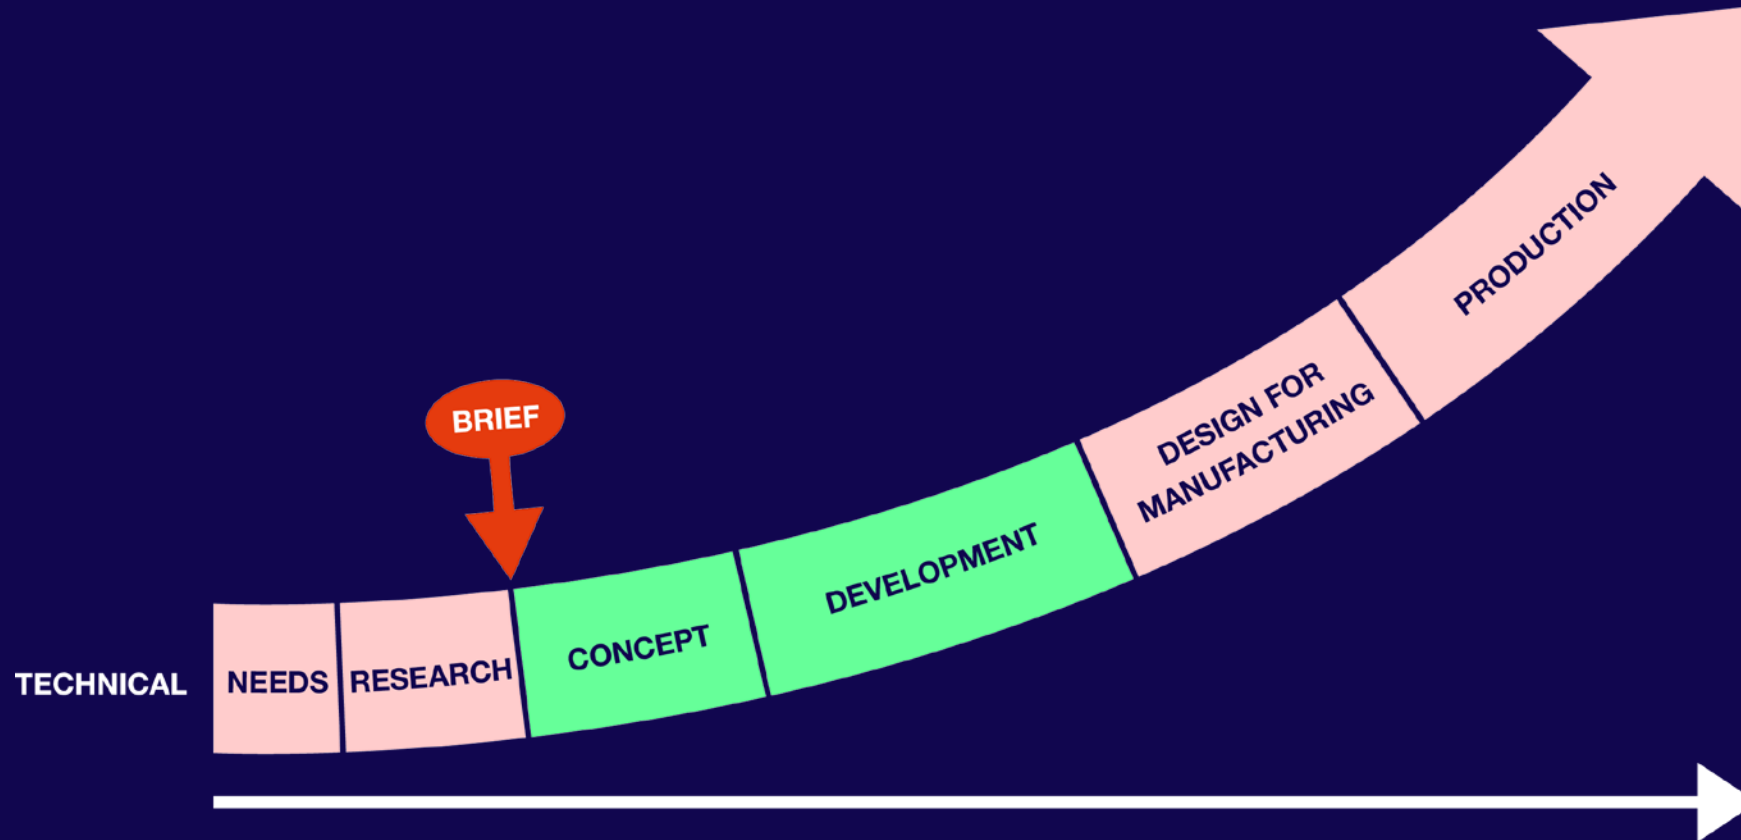 BRIEF
TECHNICAL
NEEDS
RESEARCH
CONCEPT
DEVELOPMENT
DESIGN FOR
MANUFACTURING
PRODUCTION